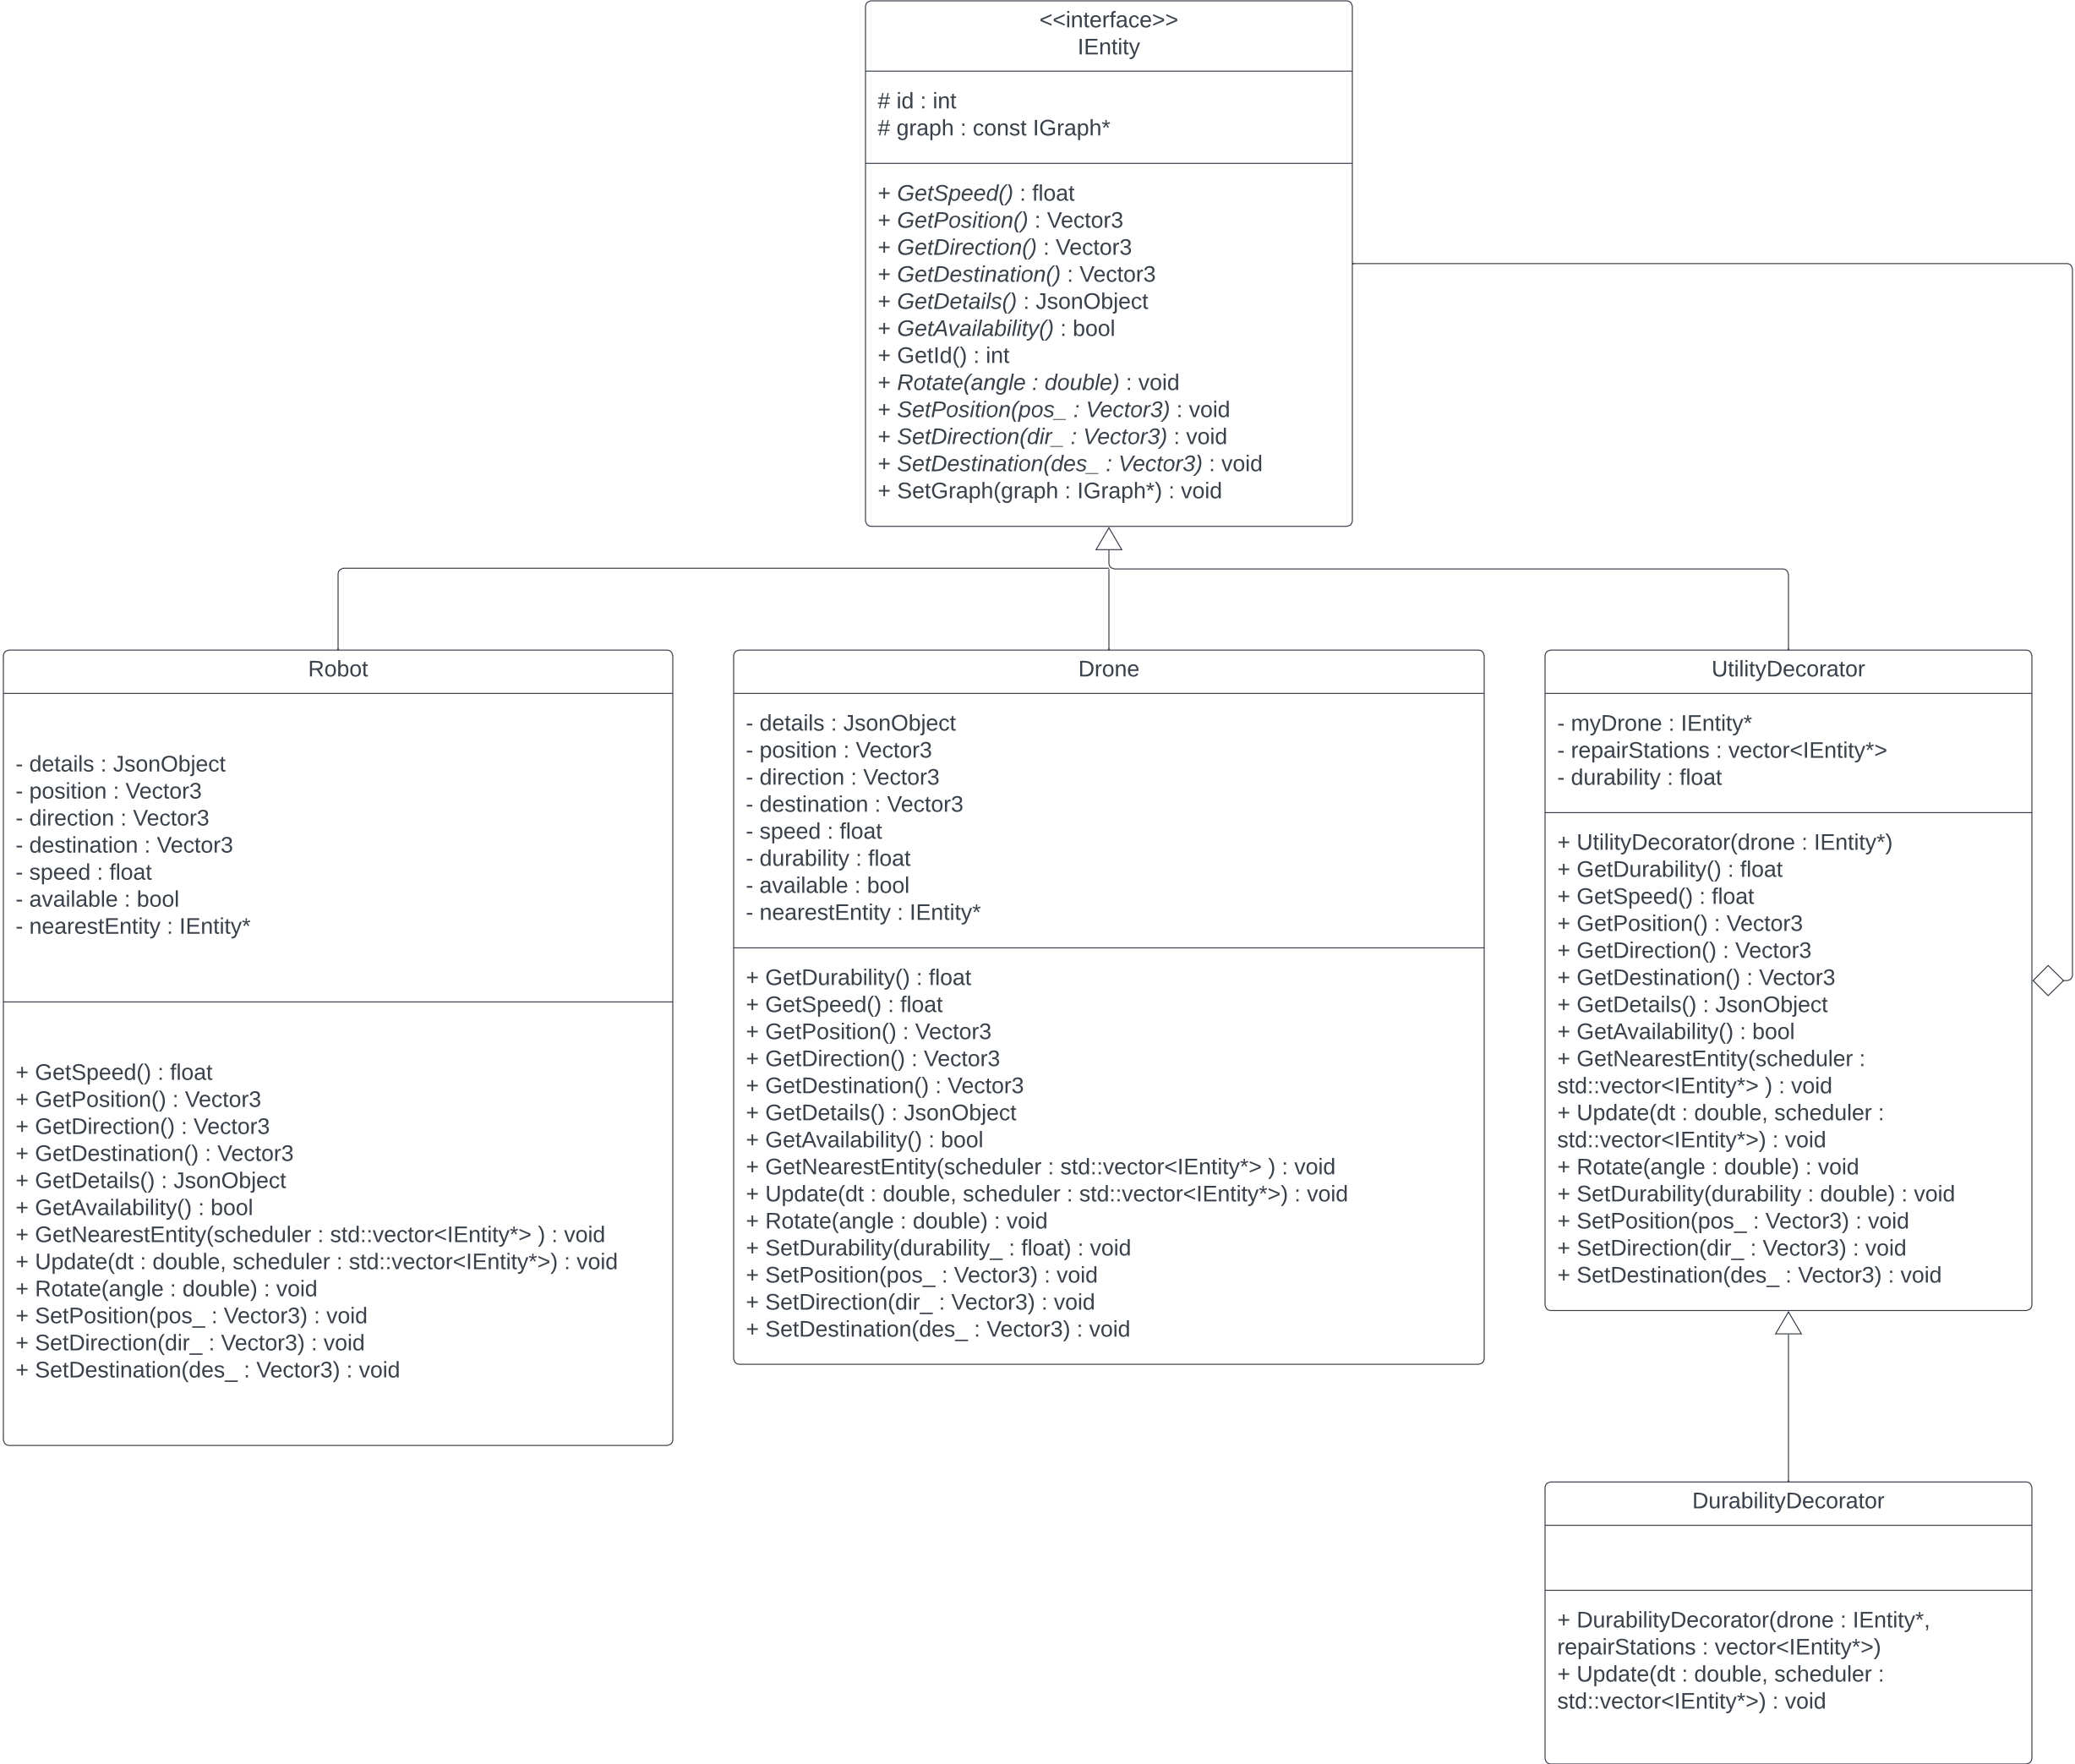 <<interface>>
IEntity
# id : int
# graph : const IGraph*
+ GetSpeed() : float
+ GetPosition() : Vector3
+ GetDirection() : Vector3
+ GetDestination() : Vector3
+ GetDetails() : JsonObject
+ GetAvailability() : bool
+ GetId() : int
+ Rotate(angle : double) : void
+ SetPosition(pos_ : Vector3) : void
+ SetDirection(dir_ : Vector3) : void
+ SetDestination(des_ : Vector3) : void
+ SetGraph(graph : IGraph*) : void
Robot
- details : JsonObject
- position : Vector3
- direction : Vector3
- destination : Vector3
- speed : float
- available : bool
- nearestEntity : IEntity*
+ GetSpeed() : float
+ GetPosition() : Vector3
+ GetDirection() : Vector3
+ GetDestination() : Vector3
+ GetDetails() : JsonObject
+ GetAvailability() : bool
+ GetNearestEntity(scheduler : std::vector<IEntity*> ) : void
+ Update(dt : double, scheduler : std::vector<IEntity*>) : void
+ Rotate(angle : double) : void
+ SetPosition(pos_ : Vector3) : void
+ SetDirection(dir_ : Vector3) : void
+ SetDestination(des_ : Vector3) : void
Drone
- details : JsonObject
- position : Vector3
- direction : Vector3
- destination : Vector3
- speed : float
- durability : float
- available : bool
- nearestEntity : IEntity*
+ GetDurability() : float
+ GetSpeed() : float
+ GetPosition() : Vector3
+ GetDirection() : Vector3
+ GetDestination() : Vector3
+ GetDetails() : JsonObject
+ GetAvailability() : bool
+ GetNearestEntity(scheduler : std::vector<IEntity*> ) : void
+ Update(dt : double, scheduler : std::vector<IEntity*>) : void
+ Rotate(angle : double) : void
+ SetDurability(durability_ : float) : void
+ SetPosition(pos_ : Vector3) : void
+ SetDirection(dir_ : Vector3) : void
+ SetDestination(des_ : Vector3) : void
UtilityDecorator
- myDrone : IEntity*
- repairStations : vector<IEntity*>
- durability : float
+ UtilityDecorator(drone : IEntity*)
+ GetDurability() : float
+ GetSpeed() : float
+ GetPosition() : Vector3
+ GetDirection() : Vector3
+ GetDestination() : Vector3
+ GetDetails() : JsonObject
+ GetAvailability() : bool
+ GetNearestEntity(scheduler :
std::vector<IEntity*> ) : void
+ Update(dt : double, scheduler :
std::vector<IEntity*>) : void
+ Rotate(angle : double) : void
+ SetDurability(durability : double) : void
+ SetPosition(pos_ : Vector3) : void
+ SetDirection(dir_ : Vector3) : void
+ SetDestination(des_ : Vector3) : void
DurabilityDecorator
+ DurabilityDecorator(drone : IEntity*,
repairStations : vector<IEntity*>)
+ Update(dt : double, scheduler :
std::vector<IEntity*>) : void